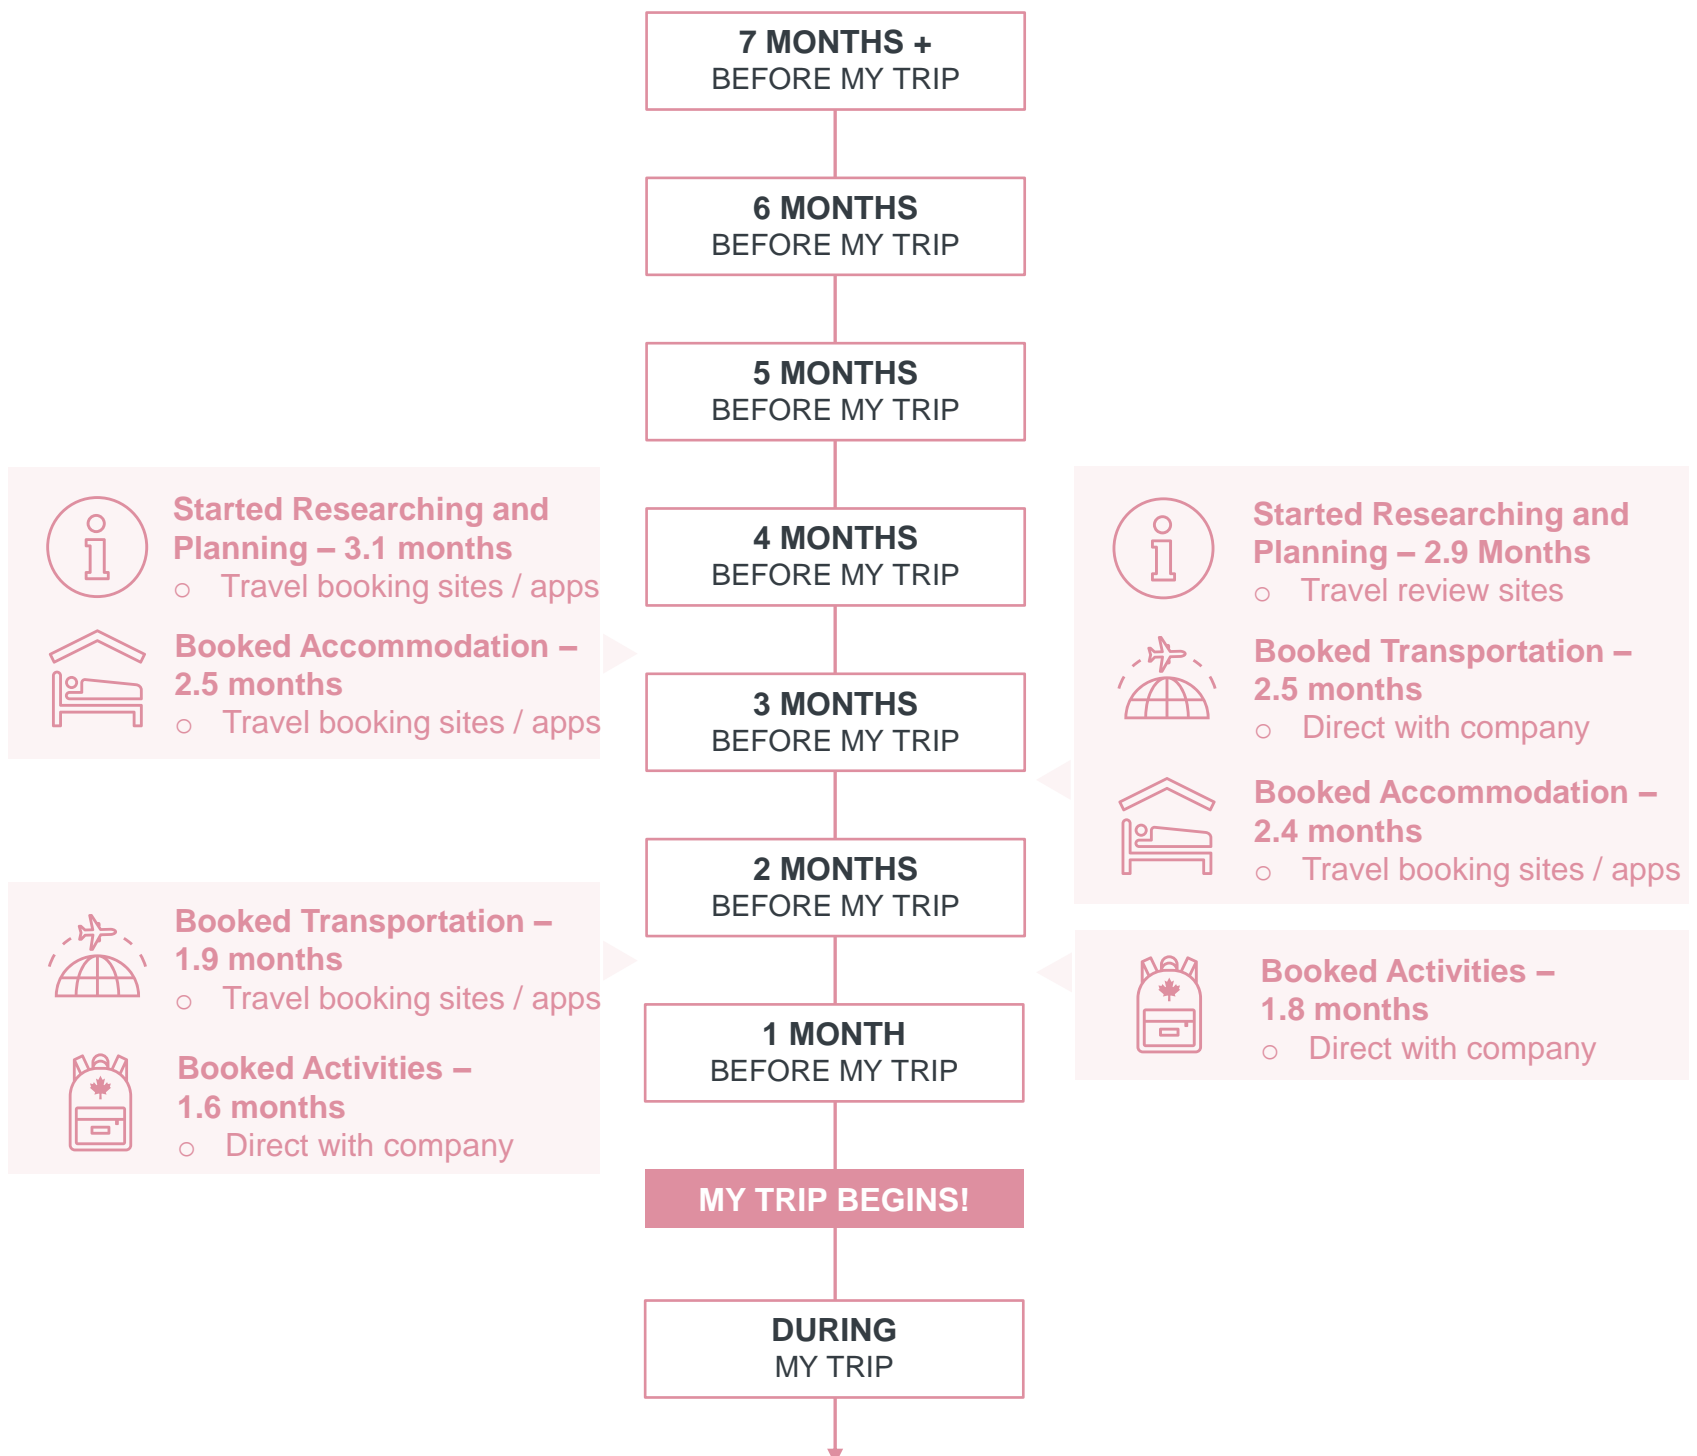 7 MONTHS +
BEFORE MY TRIP
6 MONTHS
BEFORE MY TRIP
5 MONTHS
BEFORE MY TRIP
4 MONTHS
BEFORE MY TRIP
3 MONTHS
BEFORE MY TRIP
2 MONTHS
BEFORE MY TRIP
1 MONTH
BEFORE MY TRIP
MY TRIP BEGINS!
DURING
MY TRIP
Started Researching and
Planning – 3.1 months
o Travel booking sites / apps
Booked Accommodation –
2.5 months
o Travel booking sites / apps
Booked Transportation –
1.9 months
o Travel booking sites / apps
Booked Activities –
1.6 months
o Direct with company
Started Researching and
Planning – 2.9 Months
o Travel review sites
Booked Transportation –
2.5 months
o Direct with company
Booked Accommodation –
2.4 months
o Travel booking sites / apps
Booked Activities –
1.8 months
o Direct with company